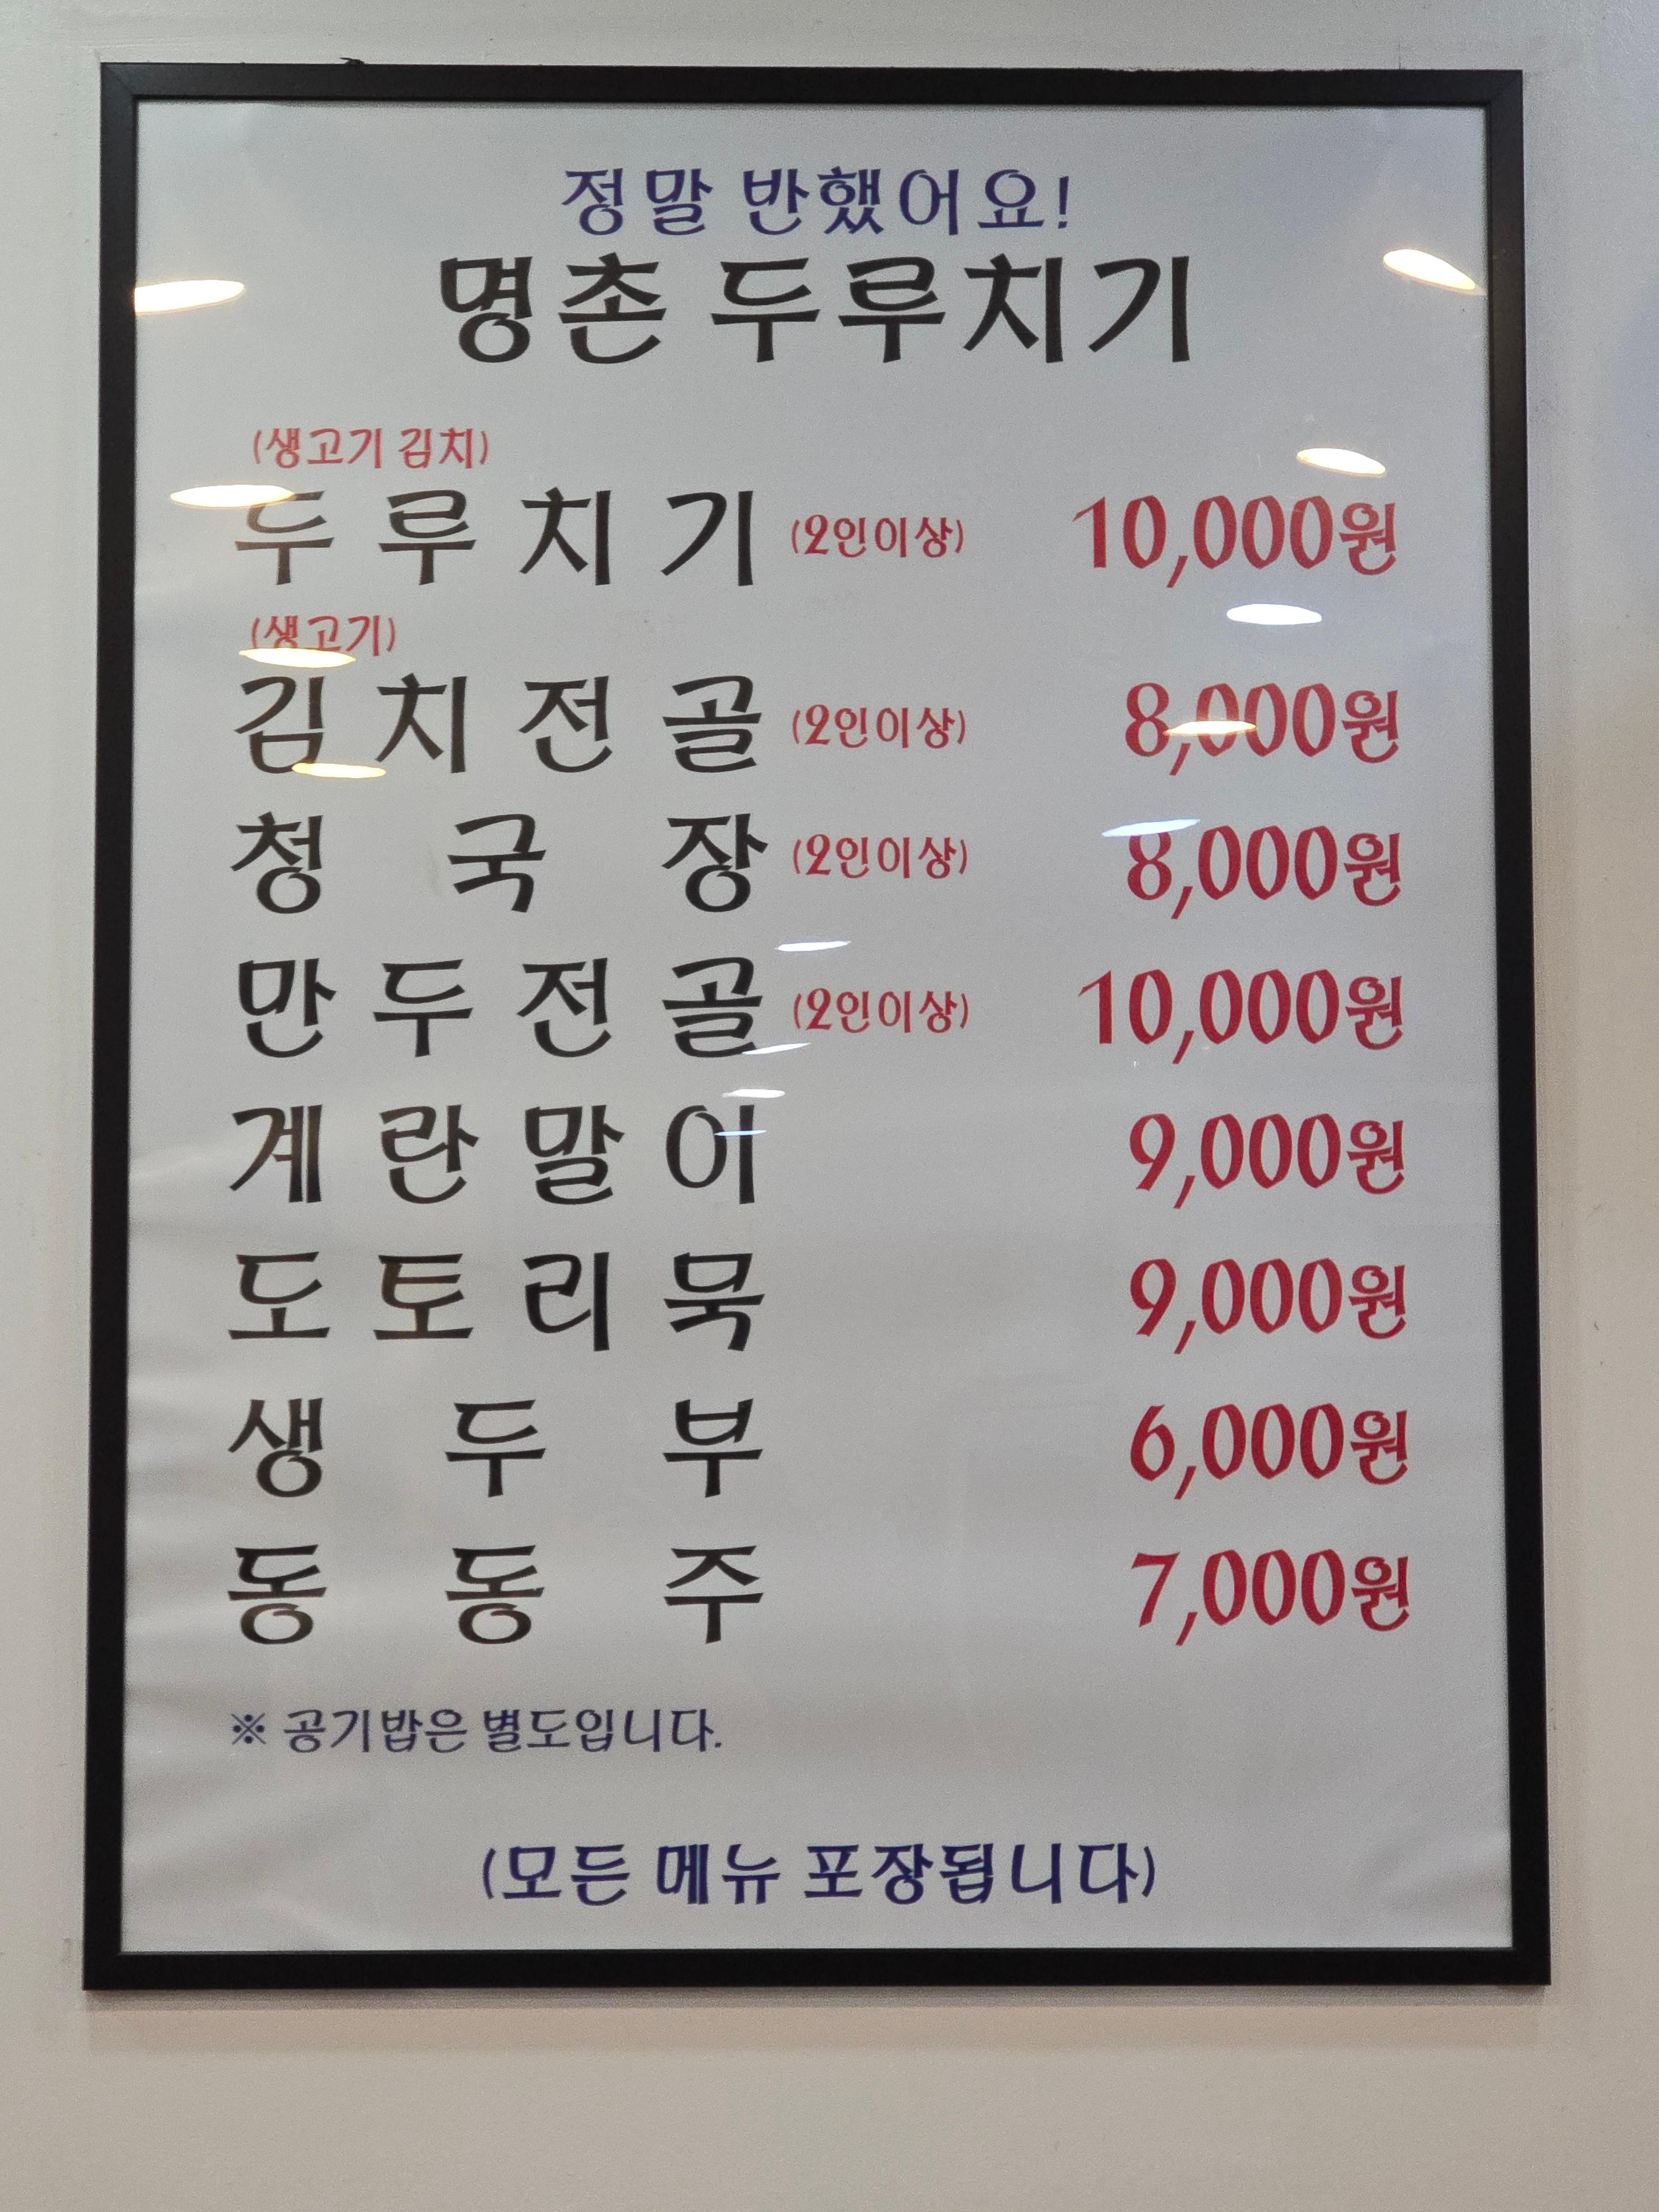 정말 반했어요!
명촌 두루치기
(생고기 김치)
두루치기 (2인이상) 10,000원
(생고기)
김치전골 (2인이상) 8,000원
청국장 (2인이상) 8,000원
만두전골 (2인이상) 10,000원
계란말이 9,000원
도토리묵 9,000원
생두부 6,000원
동동주 7,000원
※ 공기밥은 별도입니다.
(모든 메뉴 포장됩니다)